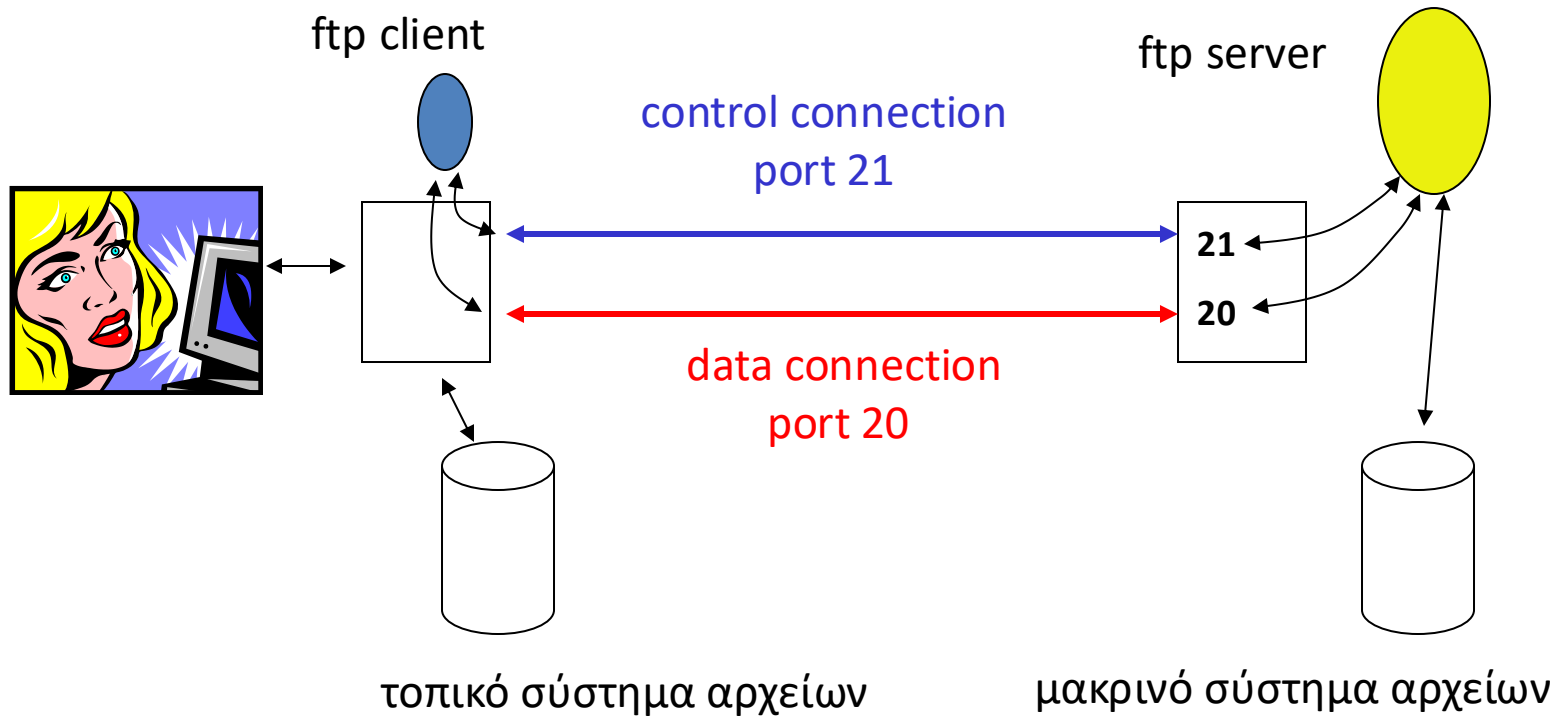 ftp client
ftp server
control connection
port 21
21
20
data connection
port 20
τοπικό σύστημα αρχείων
μακρινό σύστημα αρχείων